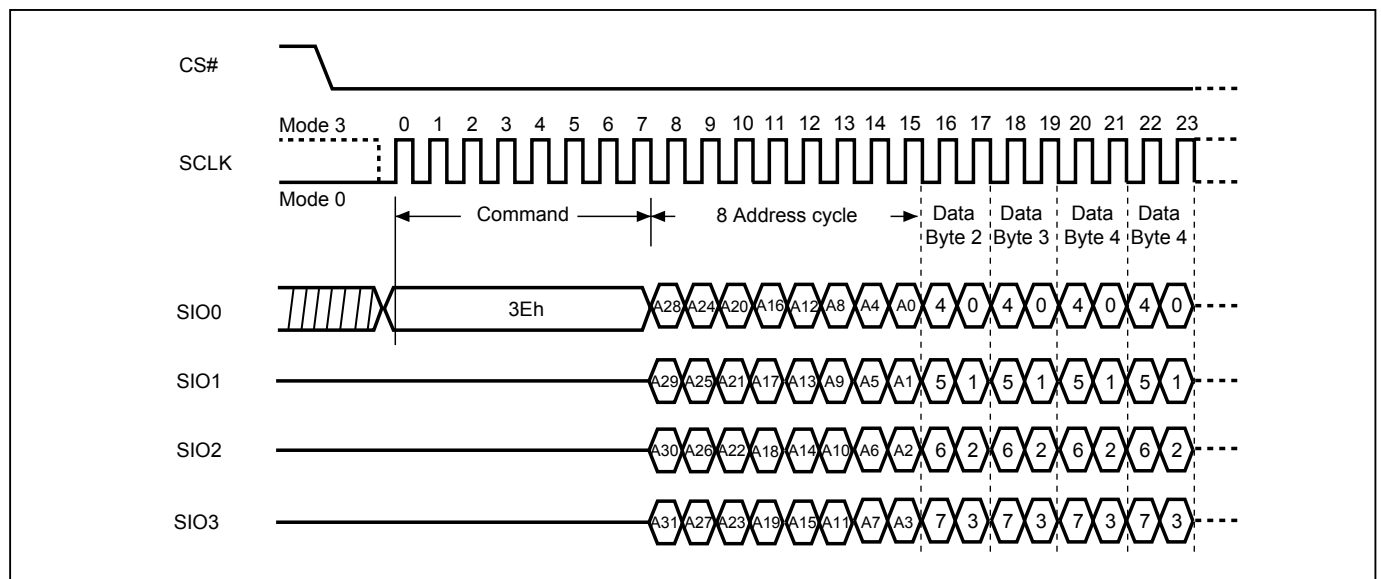 CS#
Mode 3
0 1 2 3 4 5 6 7 8 9 10 11 12 13 14 15 16 17 18 19 20 21 22 23
SCLK
Mode 0
Command
8 Address cycle
Data Byte 2
Data Byte 3
Data Byte 4
Data Byte 4
SIO0
3Eh
A28 A24 A20 A16 A12 A8 A4 A0 4 0 4 0 4 0 4 0
SIO1
A29 A25 A21 A17 A13 A9 A5 A1 5 1 5 1 5 1 5 1
SIO2
A30 A26 A22 A18 A14 A10 A6 A2 6 2 6 2 6 2 6 2
SIO3
A31 A27 A23 A19 A15 A11 A7 A3 7 3 7 3 7 3 7 3